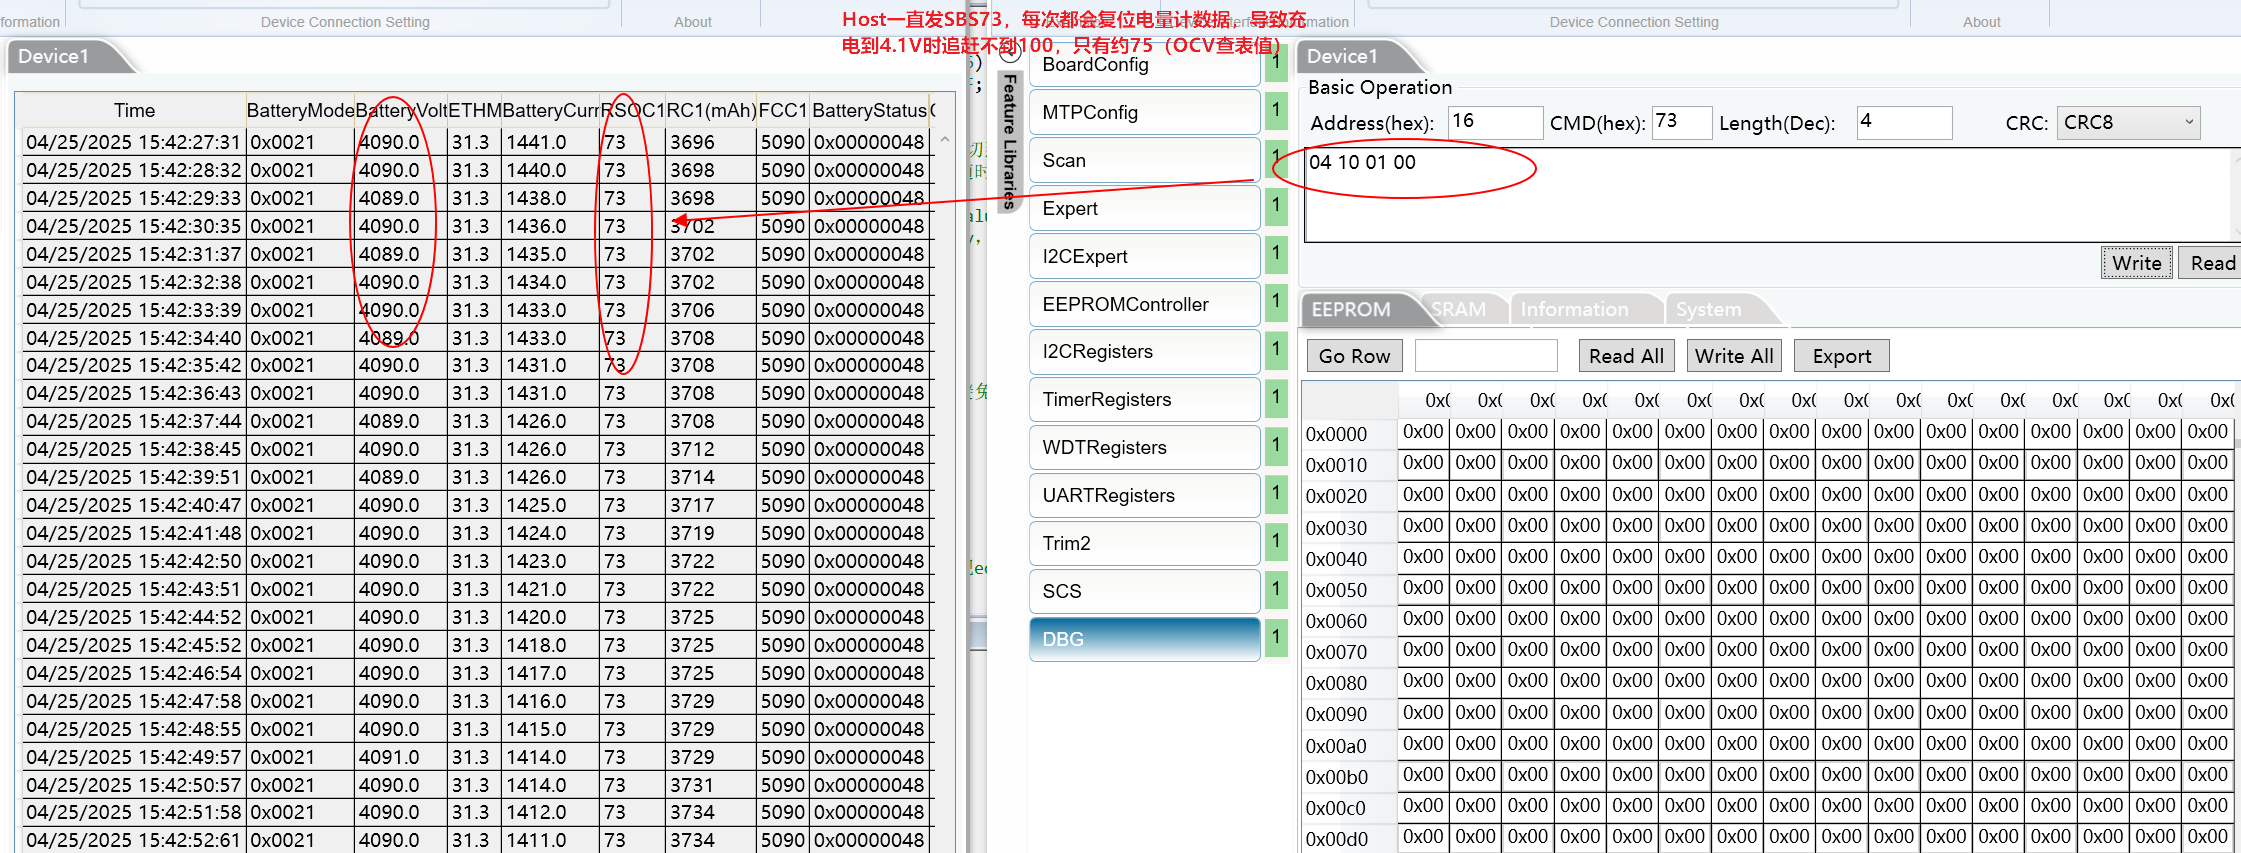 formation
Device Connection Setting
About
Host一直发SBS73，每次都会复位电量计数据，导致充
电到4.1V时追赶不到100，只有约75（OCV查表值）
Device Connection Setting
About
Device1
Time BatteryMode BatteryVolt ETHM BatteryCurr RSOC1 RC1(mAh) FCC1 BatteryStatus
04/25/2025 15:42:27:31 0x0021 4090.0 31.3 1441.0 73 3696 5090 0x00000048
04/25/2025 15:42:28:32 0x0021 4090.0 31.3 1440.0 73 3698 5090 0x00000048
04/25/2025 15:42:29:33 0x0021 4089.0 31.3 1438.0 73 3698 5090 0x00000048
04/25/2025 15:42:30:35 0x0021 4090.0 31.3 1436.0 73 3702 5090 0x00000048
04/25/2025 15:42:31:37 0x0021 4089.0 31.3 1435.0 73 3702 5090 0x00000048
04/25/2025 15:42:32:38 0x0021 4090.0 31.3 1434.0 73 3702 5090 0x00000048
04/25/2025 15:42:33:39 0x0021 4090.0 31.3 1433.0 73 3706 5090 0x00000048
04/25/2025 15:42:34:40 0x0021 4089.0 31.3 1433.0 73 3708 5090 0x00000048
04/25/2025 15:42:35:42 0x0021 4090.0 31.3 1431.0 73 3708 5090 0x00000048
04/25/2025 15:42:36:43 0x0021 4090.0 31.3 1431.0 73 3708 5090 0x00000048
04/25/2025 15:42:37:44 0x0021 4089.0 31.3 1426.0 73 3708 5090 0x00000048
04/25/2025 15:42:38:45 0x0021 4090.0 31.3 1426.0 73 3712 5090 0x00000048
04/25/2025 15:42:39:51 0x0021 4089.0 31.3 1426.0 73 3714 5090 0x00000048
04/25/2025 15:42:40:47 0x0021 4090.0 31.3 1425.0 73 3717 5090 0x00000048
04/25/2025 15:42:41:48 0x0021 4090.0 31.3 1424.0 73 3719 5090 0x00000048
04/25/2025 15:42:42:50 0x0021 4090.0 31.3 1423.0 73 3722 5090 0x00000048
04/25/2025 15:42:43:51 0x0021 4090.0 31.3 1421.0 73 3722 5090 0x00000048
04/25/2025 15:42:44:52 0x0021 4090.0 31.3 1420.0 73 3725 5090 0x00000048
04/25/2025 15:42:45:52 0x0021 4090.0 31.3 1418.0 73 3725 5090 0x00000048
04/25/2025 15:42:46:54 0x0021 4090.0 31.3 1417.0 73 3725 5090 0x00000048
04/25/2025 15:42:47:58 0x0021 4090.0 31.3 1416.0 73 3729 5090 0x00000048
04/25/2025 15:42:48:55 0x0021 4090.0 31.3 1415.0 73 3729 5090 0x00000048
04/25/2025 15:42:49:57 0x0021 4091.0 31.3 1414.0 73 3729 5090 0x00000048
04/25/2025 15:42:50:57 0x0021 4090.0 31.3 1414.0 73 3731 5090 0x00000048
04/25/2025 15:42:51:58 0x0021 4090.0 31.3 1412.0 73 3734 5090 0x00000048
04/25/2025 15:42:52:61 0x0021 4090.0 31.3 1411.0 73 3734 5090 0x00000048
Feature Libraries
BoardConfig 1
MTPConfig 1
Scan 1
Expert 1
I2CExpert 1
EEPROMController 1
I2CRegisters 1
TimerRegisters 1
WDTRegisters 1
UARTRegisters 1
Trim2 1
SCS 1
DBG 1
Device1
Basic Operation
Address(hex): 16 CMD(hex): 73 Length(Dec): 4 CRC: CRC8
04 10 01 00
Write Read
EEPROM SRAM Information System
Go Row Read All Write All Export
0x0 0x0 0x0 0x0 0x0 0x0 0x0 0x0 0x0 0x0 0x0 0x0 0x0 0x0 0x0 0x0
0x0000 0x00 0x00 0x00 0x00 0x00 0x00 0x00 0x00 0x00 0x00 0x00 0x00 0x00 0x00 0x00 0x00
0x0010 0x00 0x00 0x00 0x00 0x00 0x00 0x00 0x00 0x00 0x00 0x00 0x00 0x00 0x00 0x00 0x00
0x0020 0x00 0x00 0x00 0x00 0x00 0x00 0x00 0x00 0x00 0x00 0x00 0x00 0x00 0x00 0x00 0x00
0x0030 0x00 0x00 0x00 0x00 0x00 0x00 0x00 0x00 0x00 0x00 0x00 0x00 0x00 0x00 0x00 0x00
0x0040 0x00 0x00 0x00 0x00 0x00 0x00 0x00 0x00 0x00 0x00 0x00 0x00 0x00 0x00 0x00 0x00
0x0050 0x00 0x00 0x00 0x00 0x00 0x00 0x00 0x00 0x00 0x00 0x00 0x00 0x00 0x00 0x00 0x00
0x0060 0x00 0x00 0x00 0x00 0x00 0x00 0x00 0x00 0x00 0x00 0x00 0x00 0x00 0x00 0x00 0x00
0x0070 0x00 0x00 0x00 0x00 0x00 0x00 0x00 0x00 0x00 0x00 0x00 0x00 0x00 0x00 0x00 0x00
0x0080 0x00 0x00 0x00 0x00 0x00 0x00 0x00 0x00 0x00 0x00 0x00 0x00 0x00 0x00 0x00 0x00
0x0090 0x00 0x00 0x00 0x00 0x00 0x00 0x00 0x00 0x00 0x00 0x00 0x00 0x00 0x00 0x00 0x00
0x00a0 0x00 0x00 0x00 0x00 0x00 0x00 0x00 0x00 0x00 0x00 0x00 0x00 0x00 0x00 0x00 0x00
0x00b0 0x00 0x00 0x00 0x00 0x00 0x00 0x00 0x00 0x00 0x00 0x00 0x00 0x00 0x00 0x00 0x00
0x00c0 0x00 0x00 0x00 0x00 0x00 0x00 0x00 0x00 0x00 0x00 0x00 0x00 0x00 0x00 0x00 0x00
0x00d0 0x00 0x00 0x00 0x00 0x00 0x00 0x00 0x00 0x00 0x00 0x00 0x00 0x00 0x00 0x00 0x00